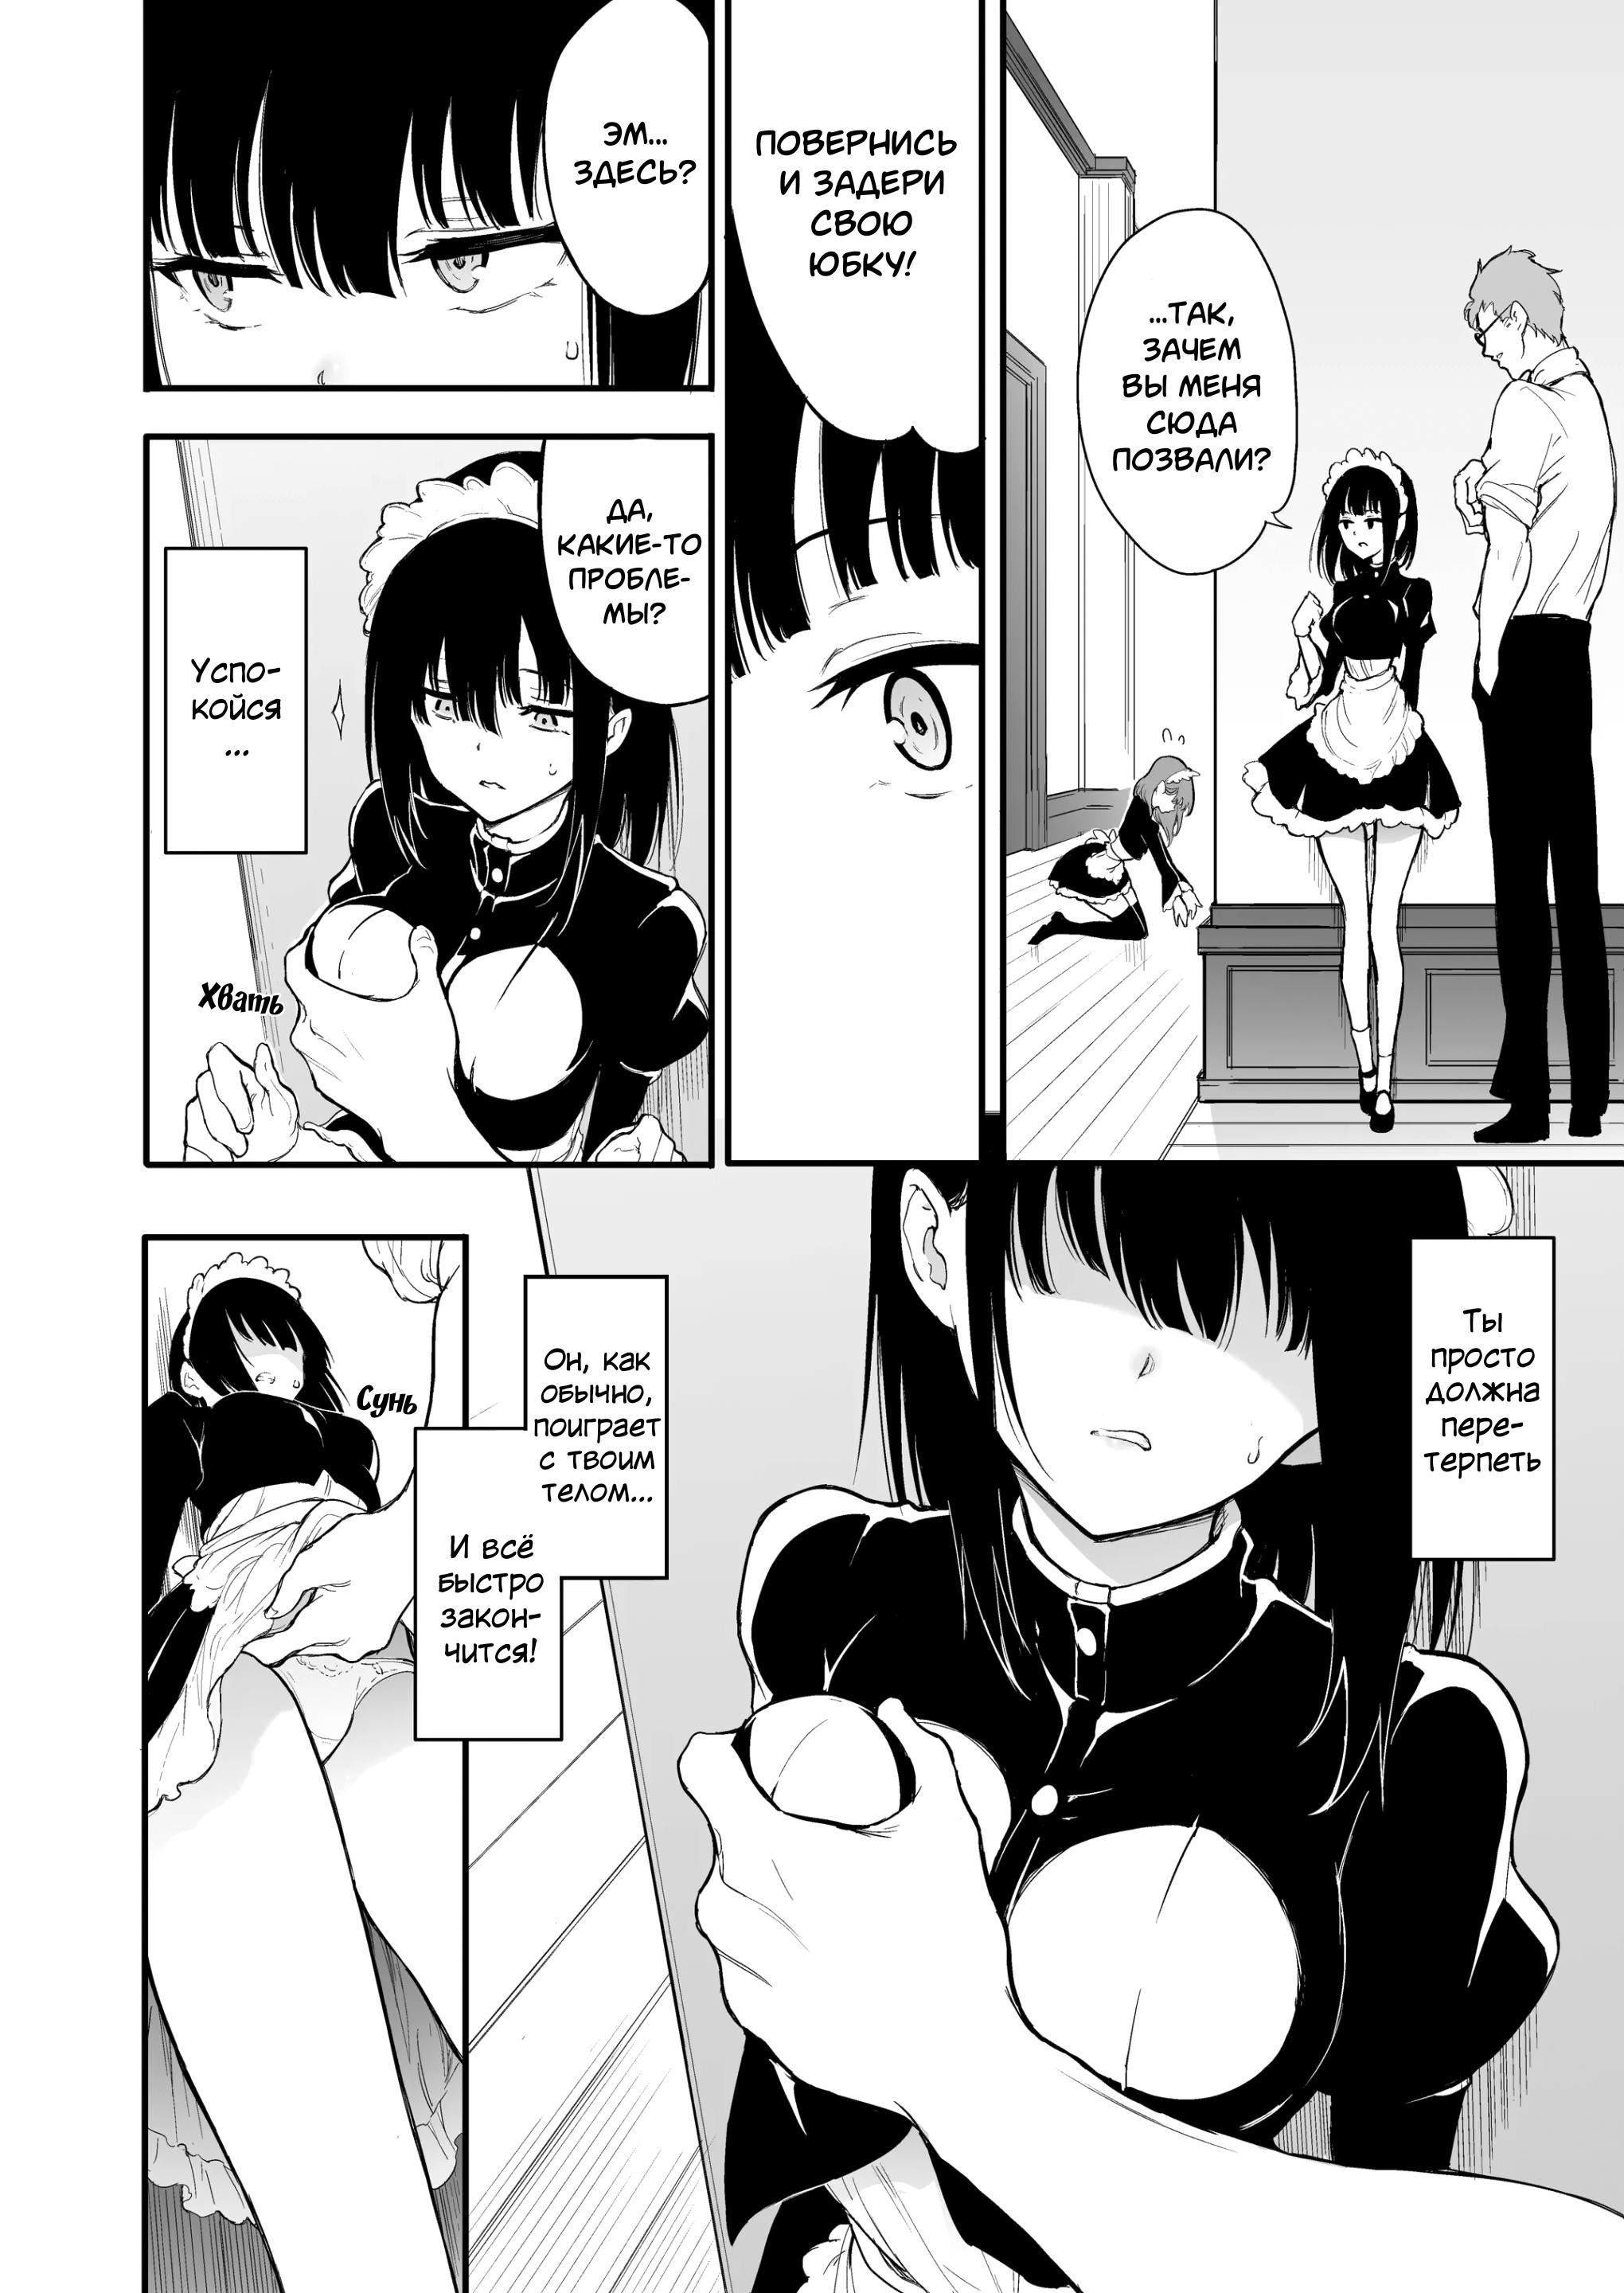 ...ТАК,
ЗАЧЕМ
ВЫ МЕНЯ
СЮДА
ПОЗВАЛИ?
ПОВЕРНИСЬ
И ЗАДЕРИ
СВОЮ
ЮБКУ!
ЭМ...
ЗДЕСЬ?
ДА,
КАКИЕ-ТО
ПРОБЛЕ-
МЫ?
Успо-
койся
...
Хвать
Ты
просто
должна
пере-
терпеть
Он, как
обычно,
поиграет
с твоим
телом...
И всё
быстро
закон-
чится!
Сунь